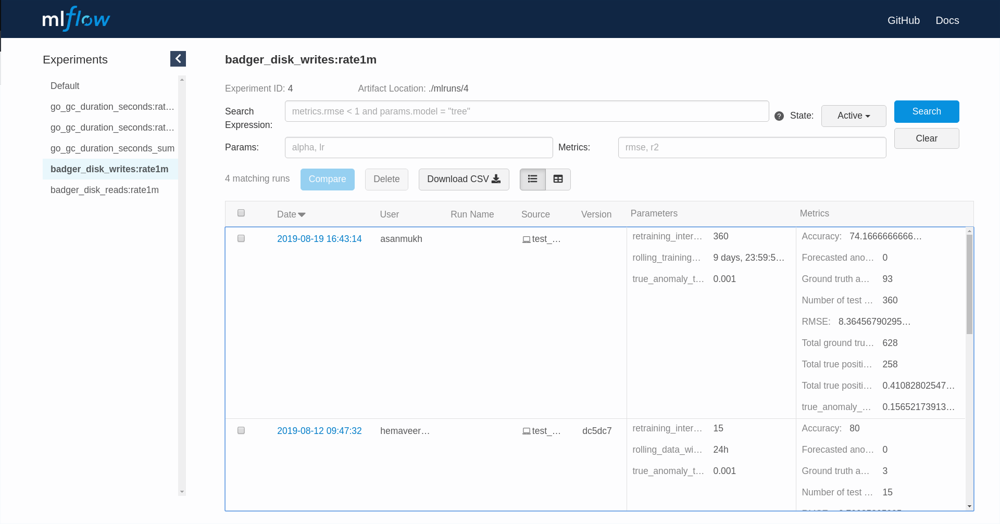 mlflow
GitHub Docs
Experiments
Default
go_gc_duration_seconds:rat…
go_gc_duration_seconds:rat…
go_gc_duration_seconds_sum
badger_disk_writes:rate1m
badger_disk_reads:rate1m
badger_disk_writes:rate1m
Experiment ID: 4 Artifact Location: ./mlruns/4
Search Expression: metrics.rmse < 1 and params.model = "tree" ? State: Active Search
Params: alpha, lr Metrics: rmse, r2 Clear
4 matching runs Compare Delete Download CSV
Date User Run Name Source Version Parameters Metrics
2019-08-19 16:43:14 asanmukh test_… retraining_inter… 360 Accuracy: 74.1666666666…
rolling_training… 9 days, 23:59:5… Forecasted ano… 0
true_anomaly_t… 0.001 Ground truth a… 93
Number of test … 360
RMSE: 8.36456790295…
Total ground tru… 628
Total true positi… 258
Total true positi… 0.41082802547…
true_anomaly_… 0.15652173913…
2019-08-12 09:47:32 hemaveer… test_… dc5dc7 retraining_inter… 15 Accuracy: 80
rolling_data_wi… 24h Forecasted ano… 0
true_anomaly_t… 0.001 Ground truth a… 3
Number of test … 15